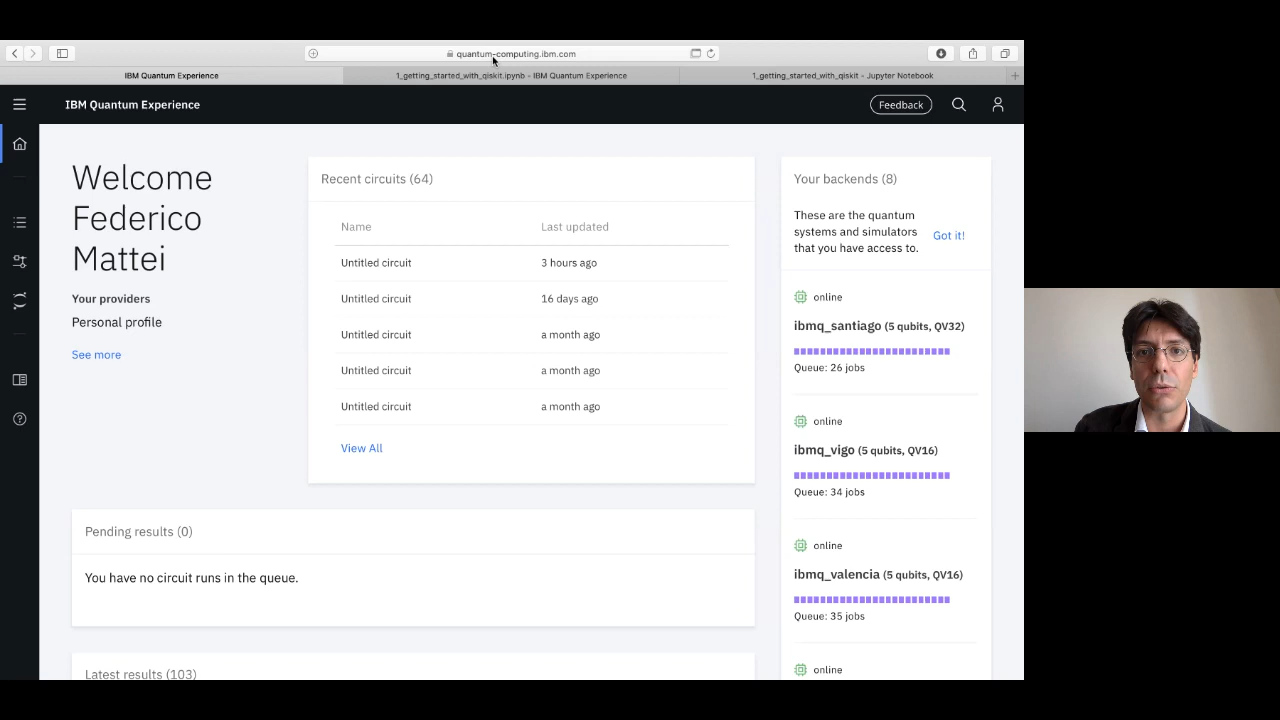 quantum-computing.ibm.com
IBM Quantum Experience
1_getting_started_with_qiskit.ipynb - IBM Quantum Experience
1_getting_started_with_qiskit - Jupyter Notebook
IBM Quantum Experience
Feedback
Welcome
Federico
Mattei
Your providers
Personal profile
See more
Recent circuits (64)
Name Last updated
Untitled circuit 3 hours ago
Untitled circuit 16 days ago
Untitled circuit a month ago
Untitled circuit a month ago
Untitled circuit a month ago
View All
Pending results (0)
You have no circuit runs in the queue.
Latest results (103)
Your backends (8)
These are the quantum
systems and simulators
that you have access to.
Got it!
online
ibmq_santiago (5 qubits, QV32)
Queue: 26 jobs
online
ibmq_vigo (5 qubits, QV16)
Queue: 34 jobs
online
ibmq_valencia (5 qubits, QV16)
Queue: 35 jobs
online